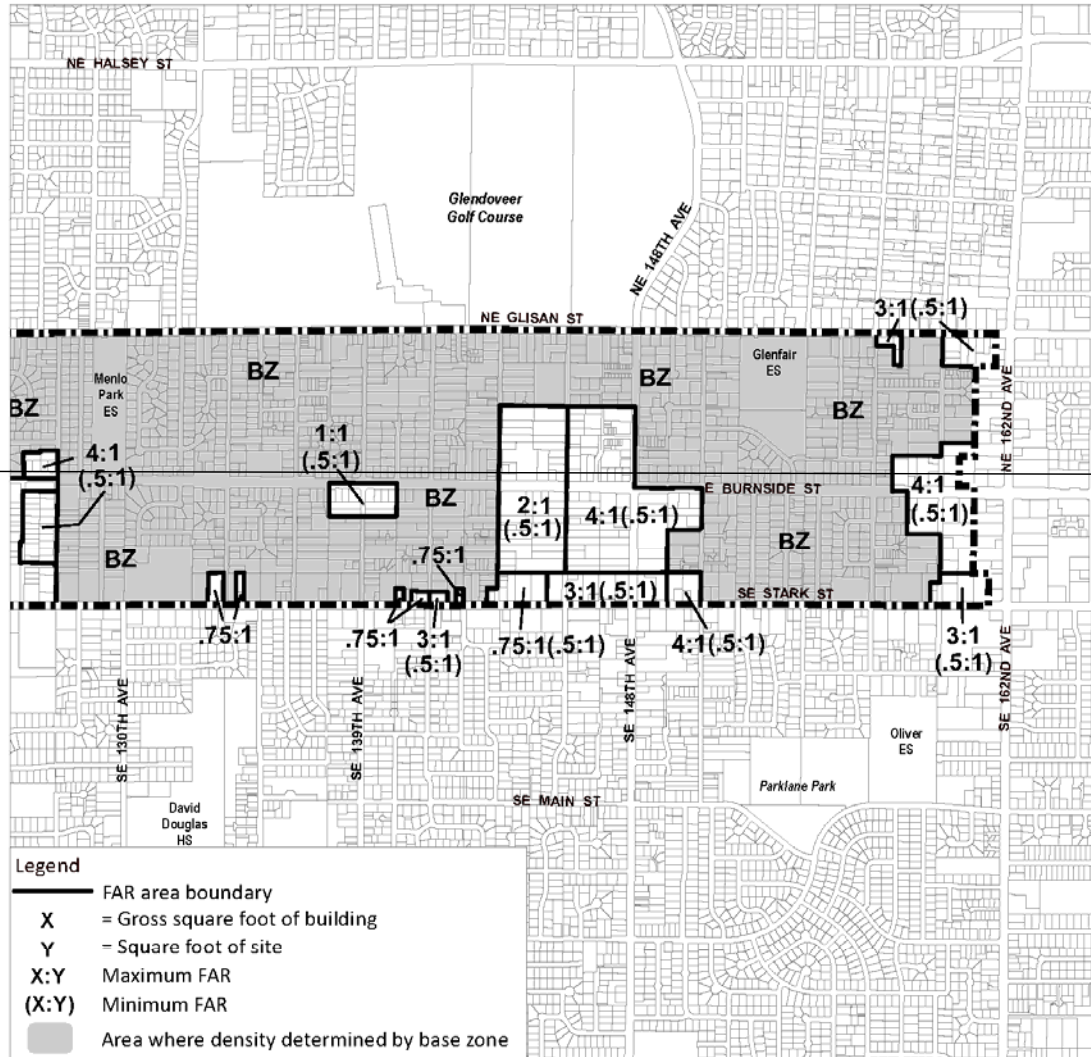 NE HALSEY ST
Glendoveer
Golf Course
NE 148TH AVE
NE GLISAN ST
3:1(.5:1)
BZ
Menlo
Park
ES
BZ
BZ
Glenfair
ES
BZ
NE 162ND AVE
4:1
(.5:1)
1:1
(.5:1)
BZ
E BURNSIDE ST
2:1
(.5:1)
4:1(.5:1)
4:1
(.5:1)
BZ
BZ
.75:1
3:1(.5:1)
SE STARK ST
.75:1
.75:1
3:1
(.5:1)
.75:1(.5:1)
4:1(.5:1)
3:1
(.5:1)
SE 130TH AVE
SE 139TH AVE
SE 148TH AVE
SE 162ND AVE
Oliver
ES
Parklane Park
SE MAIN ST
David
Douglas
HS
Legend
FAR area boundary
X = Gross square foot of building
Y = Square foot of site
X:Y Maximum FAR
(X:Y) Minimum FAR
Area where density determined by base zone